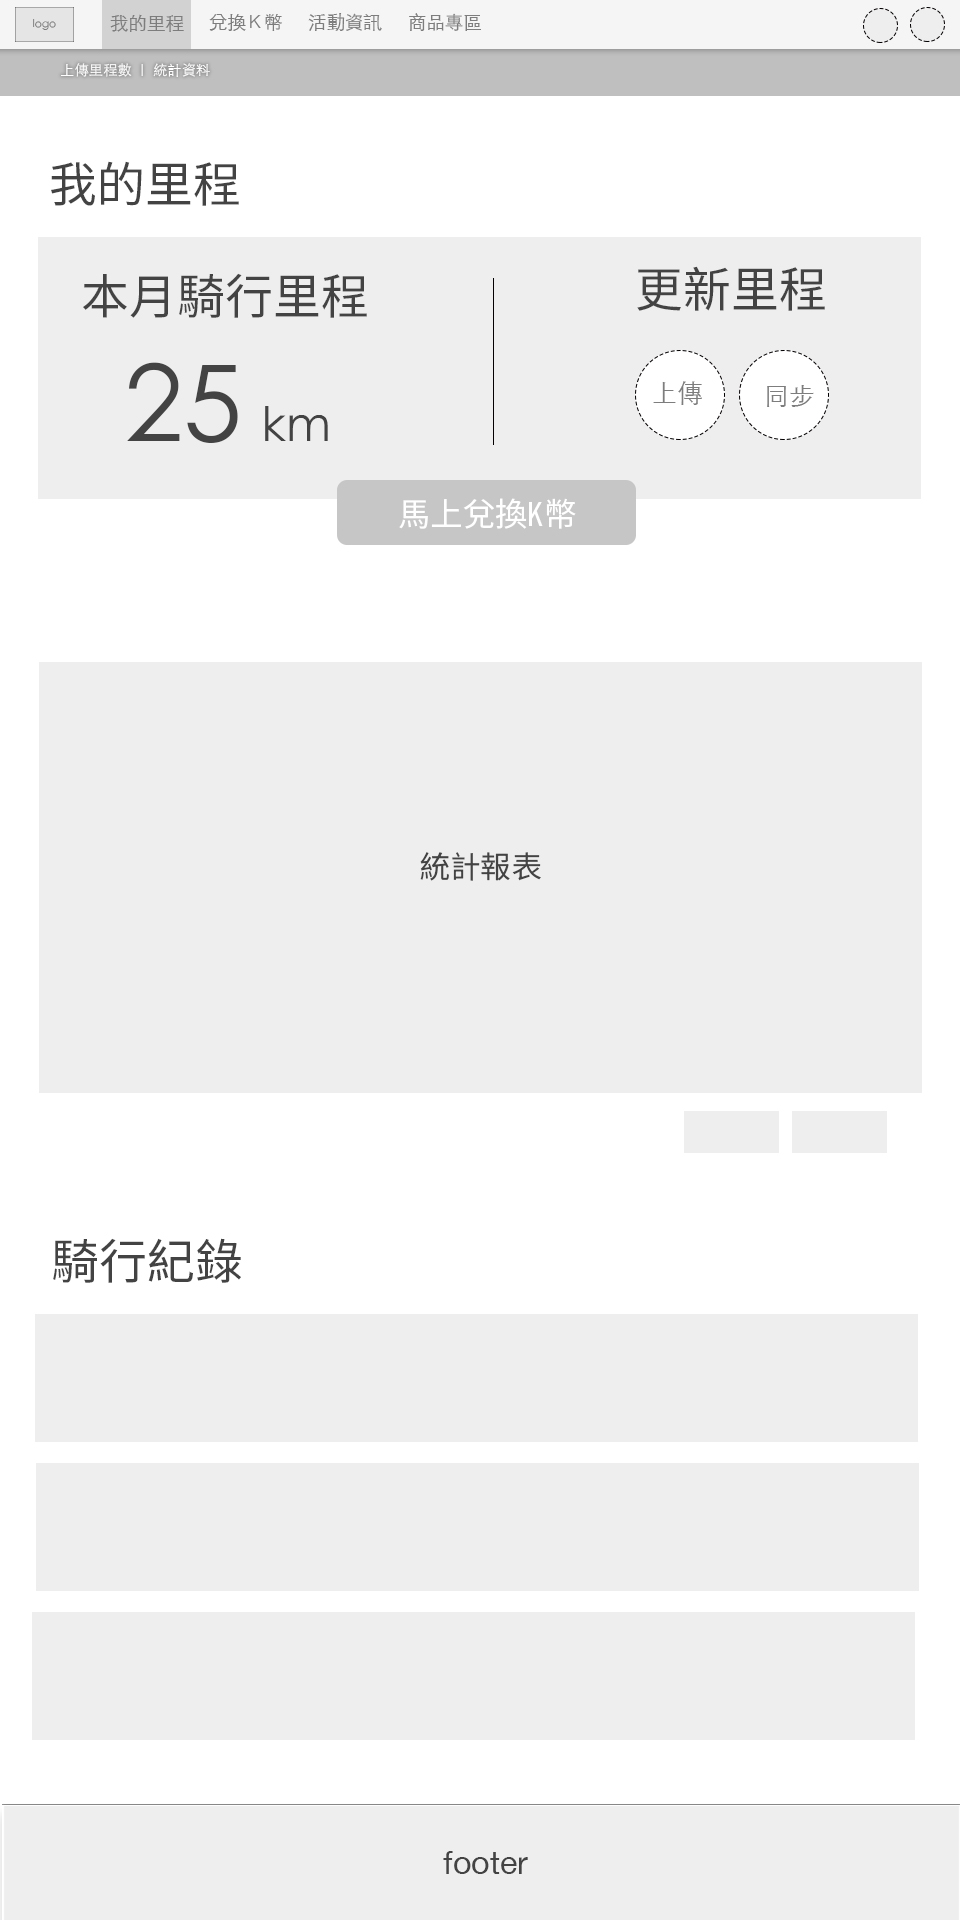 logo 我的里程 兌換K幣 活動資訊 商品專區
上傳里程數 | 統計資料
我的里程
本月騎行里程
25 km
更新里程
上傳 同步
馬上兌換K幣
統計報表
騎行紀錄
footer